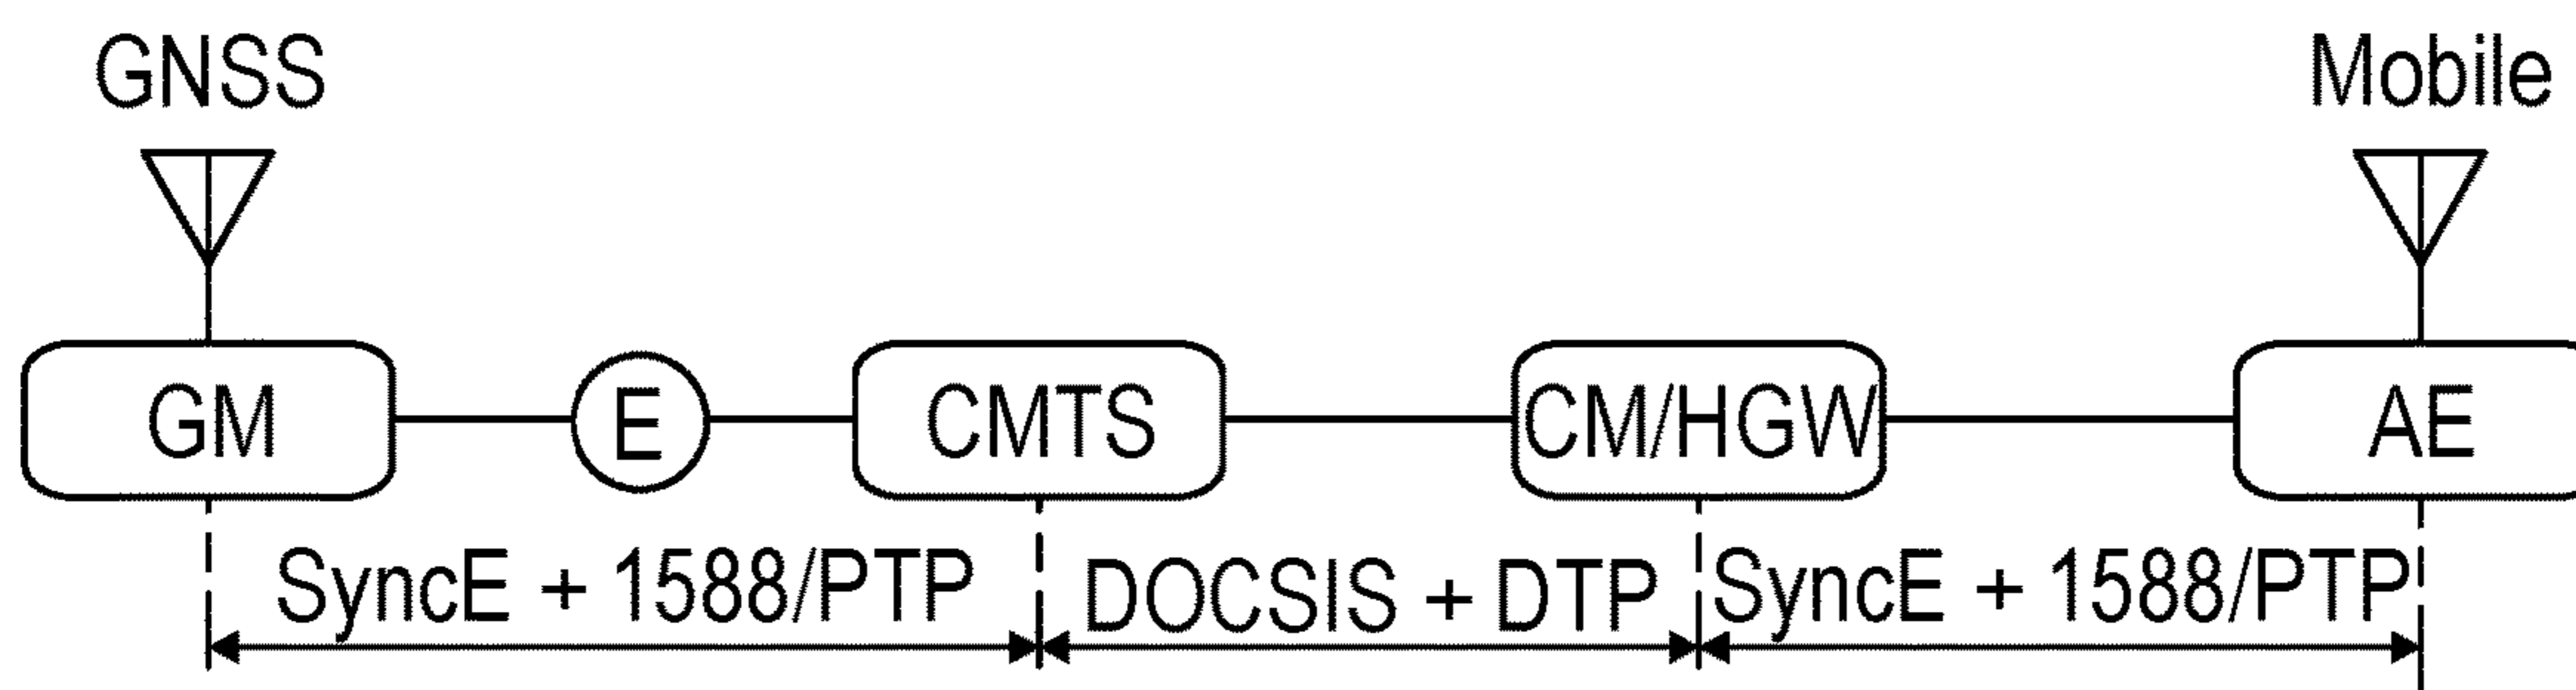 GNSS
Mobile
GM
E
CMTS
CM/HGW
AE
SyncE + 1588/PTP
DOCSIS + DTP
SyncE + 1588/PTP